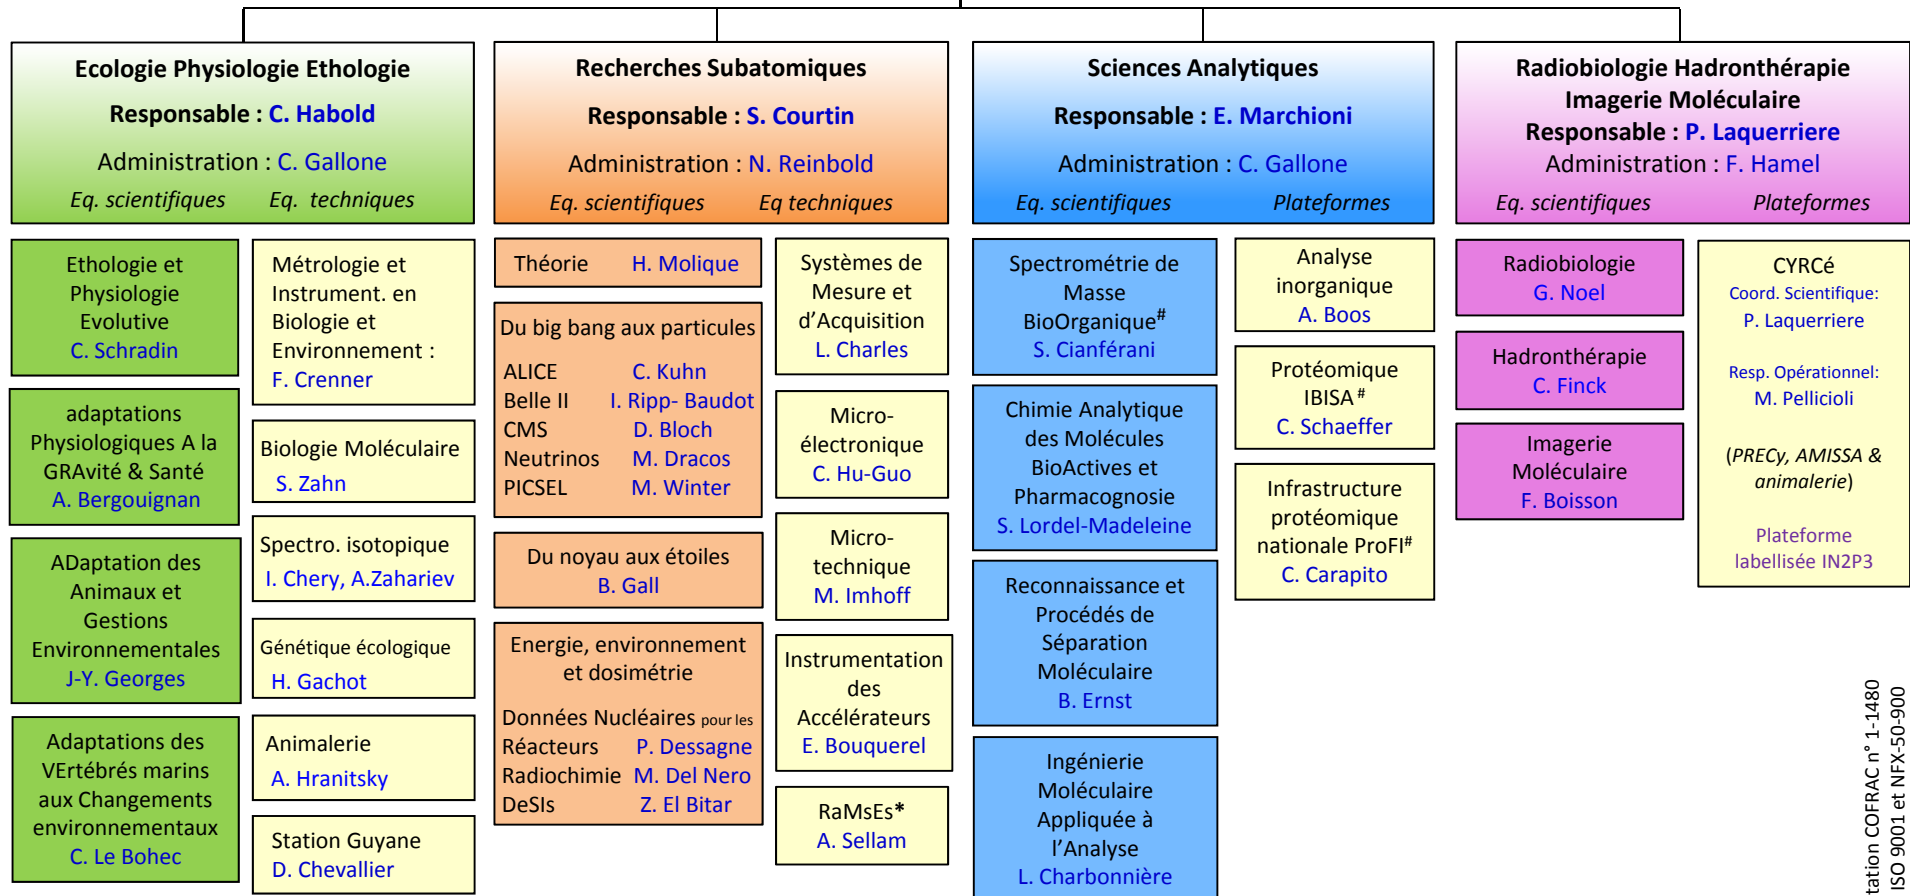 Ecologie Physiologie Ethologie
Responsable : C. Habold
Administration : C. Gallone
Eq. scientifiques Eq. techniques
Ethologie et
Physiologie
Evolutive
C. Schradin
adaptations
Physiologiques A la
GRAvité & Santé
A. Bergouignan
ADaptation des
Animaux et
Gestions
Environnementales
J-Y. Georges
Adaptations des
VErtébrés marins
aux Changements
environnementaux
C. Le Bohec
Métrologie et
Instrument. en
Biologie et
Environnement :
F. Crenner
Biologie Moléculaire
S. Zahn
Spectro. isotopique
I. Chery, A.Zahariev
Génétique écologique
H. Gachot
Animalerie
A. Hranitsky
Station Guyane
D. Chevallier
Recherches Subatomiques
Responsable : S. Courtin
Administration : N. Reinbold
Eq. scientifiques Eq techniques
Théorie H. Molique
Du big bang aux particules
ALICE C. Kuhn
Belle II I. Ripp- Baudot
CMS D. Bloch
Neutrinos M. Dracos
PICSEL M. Winter
Du noyau aux étoiles
B. Gall
Energie, environnement
et dosimétrie
Données Nucléaires pour les
Réacteurs P. Dessagne
Radiochimie M. Del Nero
DeSIs Z. El Bitar
Systèmes de
Mesure et
d’Acquisition
L. Charles
Micro-
électronique
C. Hu-Guo
Micro-
technique
M. Imhoff
Instrumentation
des
Accélérateurs
E. Bouquerel
RaMsEs*
A. Sellam
Sciences Analytiques
Responsable : E. Marchioni
Administration : C. Gallone
Eq. scientifiques Plateformes
Spectrométrie de
Masse
BioOrganique#
S. Cianférani
Chimie Analytique
des Molécules
BioActives et
Pharmacognosie
S. Lordel-Madeleine
Reconnaissance et
Procédés de
Séparation
Moléculaire
B. Ernst
Ingénierie
Moléculaire
Appliquée à
l’Analyse
L. Charbonnière
Analyse
inorganique
A. Boos
Protéomique
IBISA #
C. Schaeffer
Infrastructure
protéomique
nationale ProFI#
C. Carapito
Radiobiologie Hadronthérapie
Imagerie Moléculaire
Responsable : P. Laquerriere
Administration : F. Hamel
Eq. scientifiques Plateformes
Radiobiologie
G. Noel
Hadronthérapie
C. Finck
Imagerie
Moléculaire
F. Boisson
CYRCé
Coord. Scientifique:
P. Laquerriere
Resp. Opérationnel:
M. Pellicioli
(PRECy, AMISSA &
animalerie)
Plateforme
labellisée IN2P3
tation COFRAC n° 1-1480
ISO 9001 et NFX-50-900